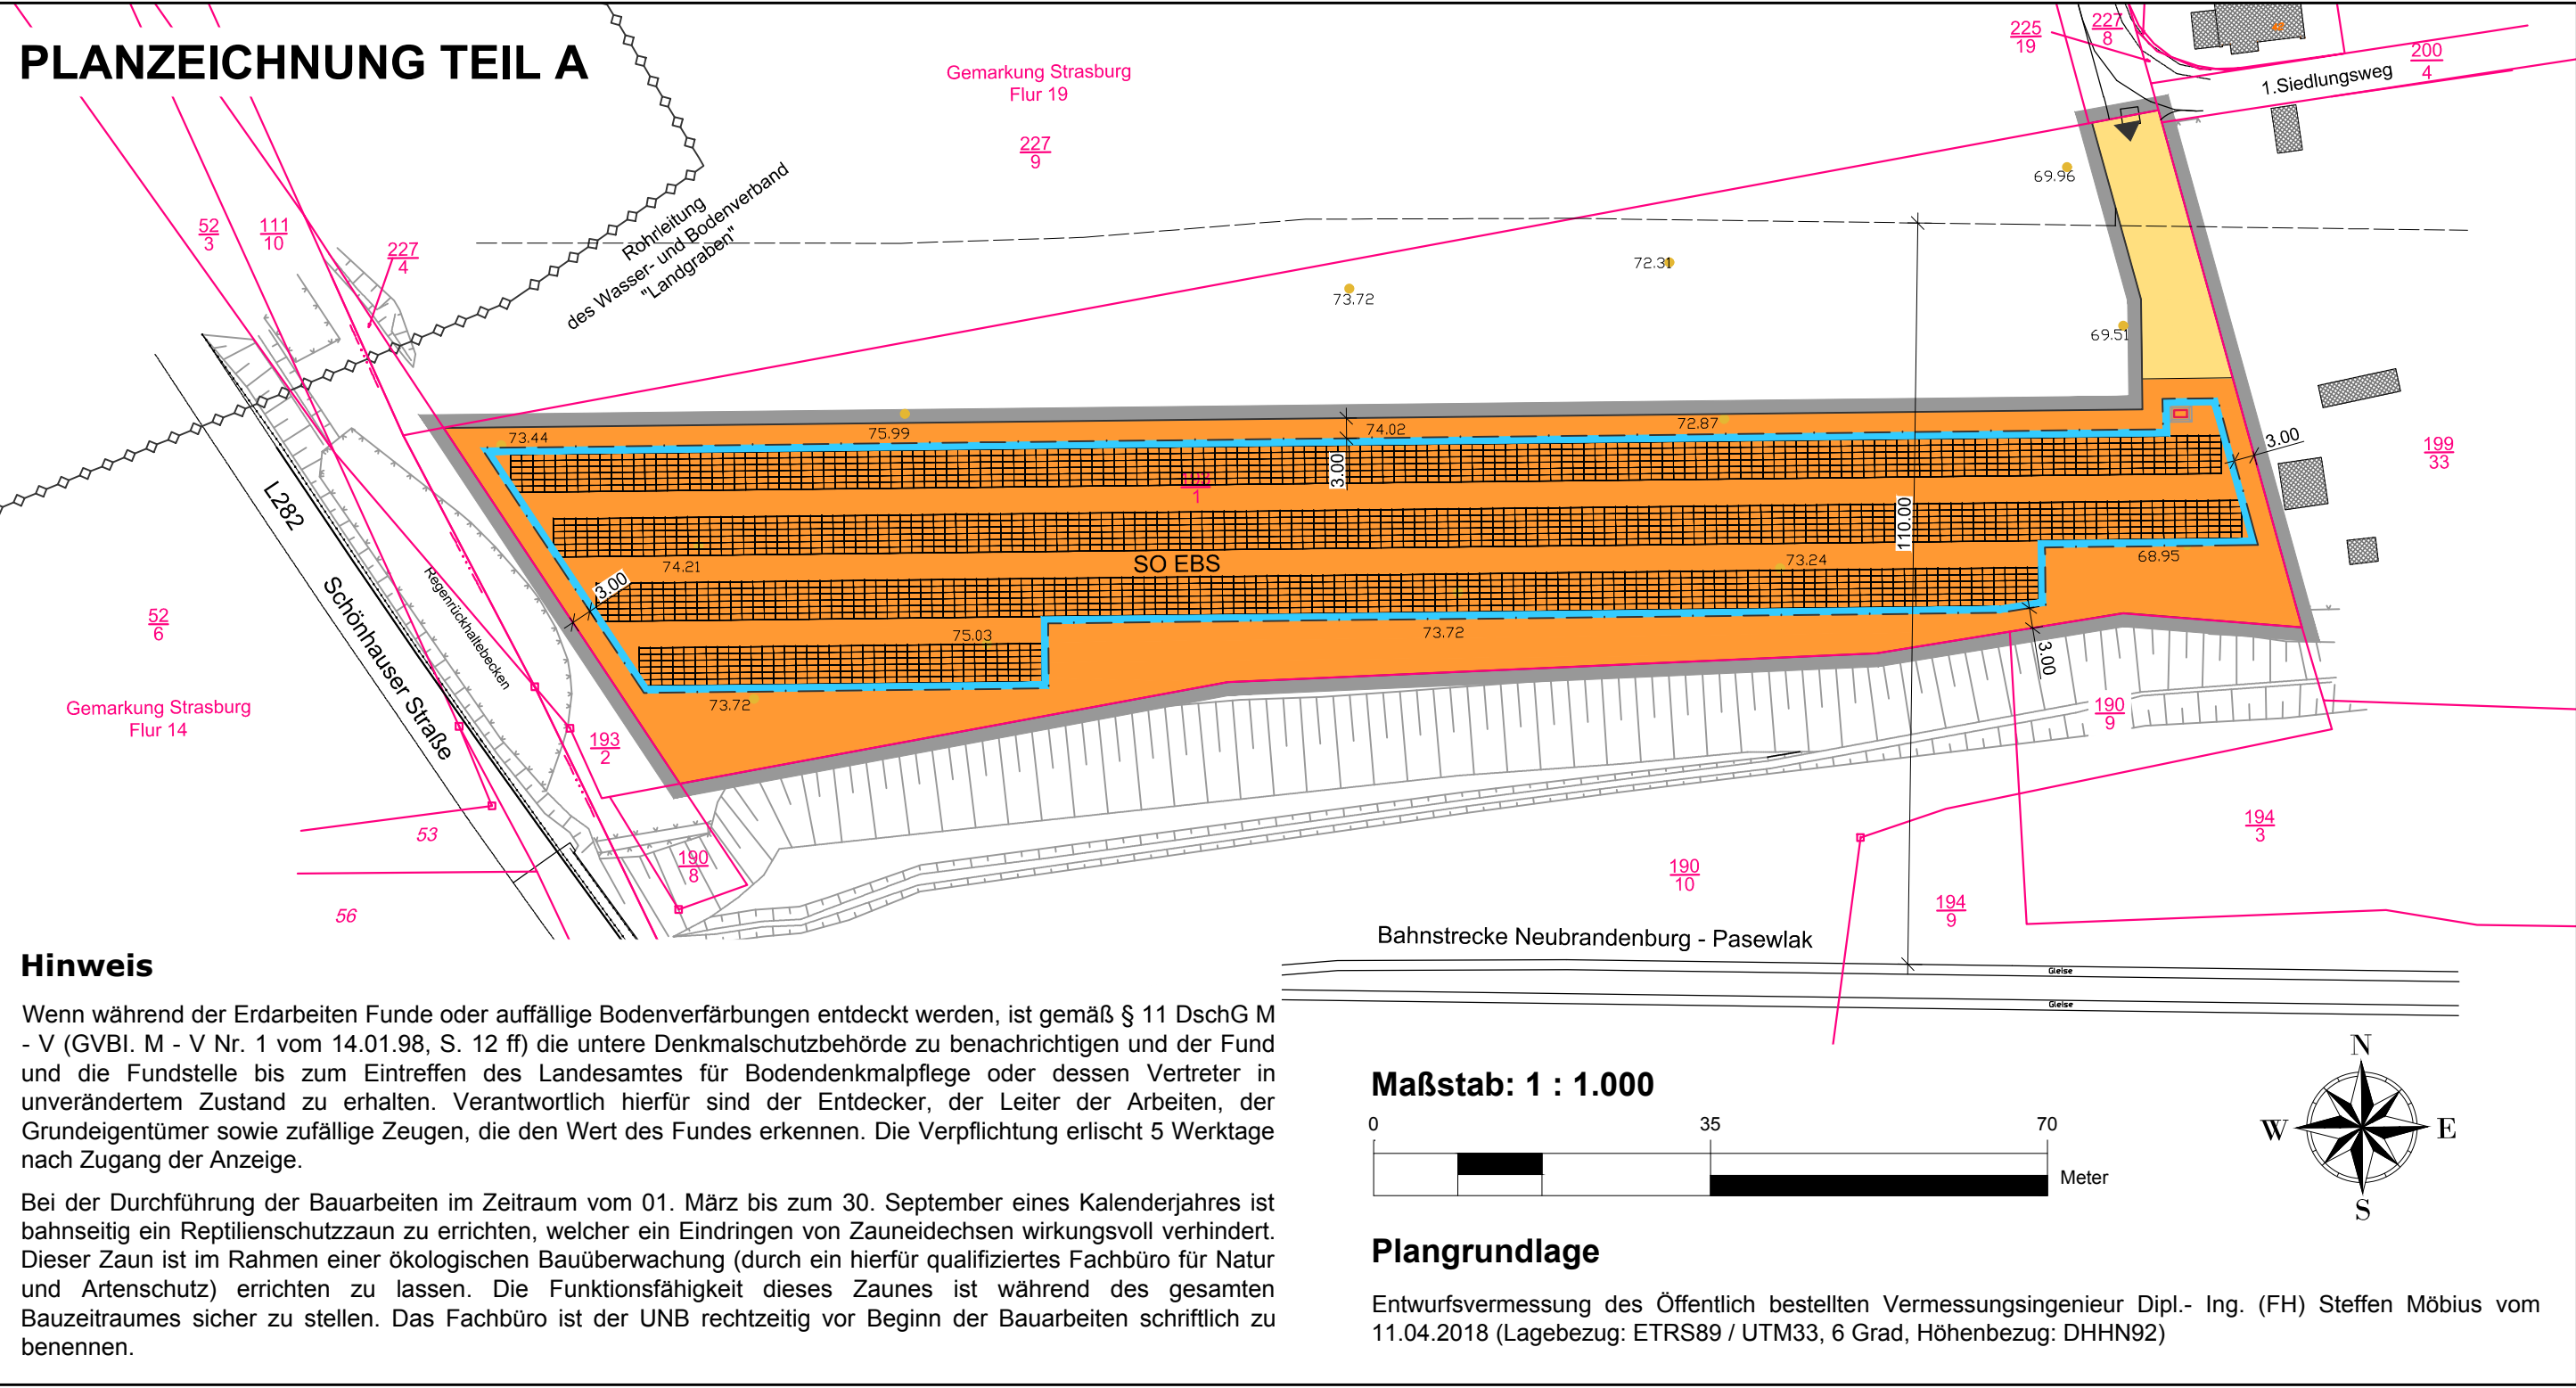 PLANZEICHNUNG TEIL A
Gemarkung Strasburg
Flur 19
227
9
225
19
227
8
200
4
1.Siedlungsweg
52
3
111
10
227
4
Rohrleitung
des Wasser- und Bodenverband
"Landgraben"
69.96
72.31
73.72
69.51
73.44
75.99
74.02
72.87
3.00
3.00
199
33
1
110.00
L282
Schönhauser Straße
Regenrückhaltebecken
74.21
SO EBS
73.24
68.95
3.00
75.03
73.72
3.00
73.72
52
6
Gemarkung Strasburg
Flur 14
193
2
190
9
53
56
190
8
190
10
194
3
194
9
Bahnstrecke Neubrandenburg - Pasewlak
Gleise
Gleise
Hinweis
Wenn während der Erdarbeiten Funde oder auffällige Bodenverfärbungen entdeckt werden, ist gemäß § 11 DschG M
- V (GVBl. M - V Nr. 1 vom 14.01.98, S. 12 ff) die untere Denkmalschutzbehörde zu benachrichtigen und der Fund
und die Fundstelle bis zum Eintreffen des Landesamtes für Bodendenkmalpflege oder dessen Vertreter in
unverändertem Zustand zu erhalten. Verantwortlich hierfür sind der Entdecker, der Leiter der Arbeiten, der
Grundeigentümer sowie zufällige Zeugen, die den Wert des Fundes erkennen. Die Verpflichtung erlischt 5 Werktage
nach Zugang der Anzeige.
Bei der Durchführung der Bauarbeiten im Zeitraum vom 01. März bis zum 30. September eines Kalenderjahres ist
bahnseitig ein Reptilienschutzzaun zu errichten, welcher ein Eindringen von Zauneidechsen wirkungsvoll verhindert.
Dieser Zaun ist im Rahmen einer ökologischen Bauüberwachung (durch ein hierfür qualifiziertes Fachbüro für Natur
und Artenschutz) errichten zu lassen. Die Funktionsfähigkeit dieses Zaunes ist während des gesamten
Bauzeitraumes sicher zu stellen. Das Fachbüro ist der UNB rechtzeitig vor Beginn der Bauarbeiten schriftlich zu
benennen.
Maßstab: 1 : 1.000
0 35 70
Meter
N
W E
S
Plangrundlage
Entwurfsvermessung des Öffentlich bestellten Vermessungsingenieur Dipl.- Ing. (FH) Steffen Möbius vom
11.04.2018 (Lagebezug: ETRS89 / UTM33, 6 Grad, Höhenbezug: DHHN92)